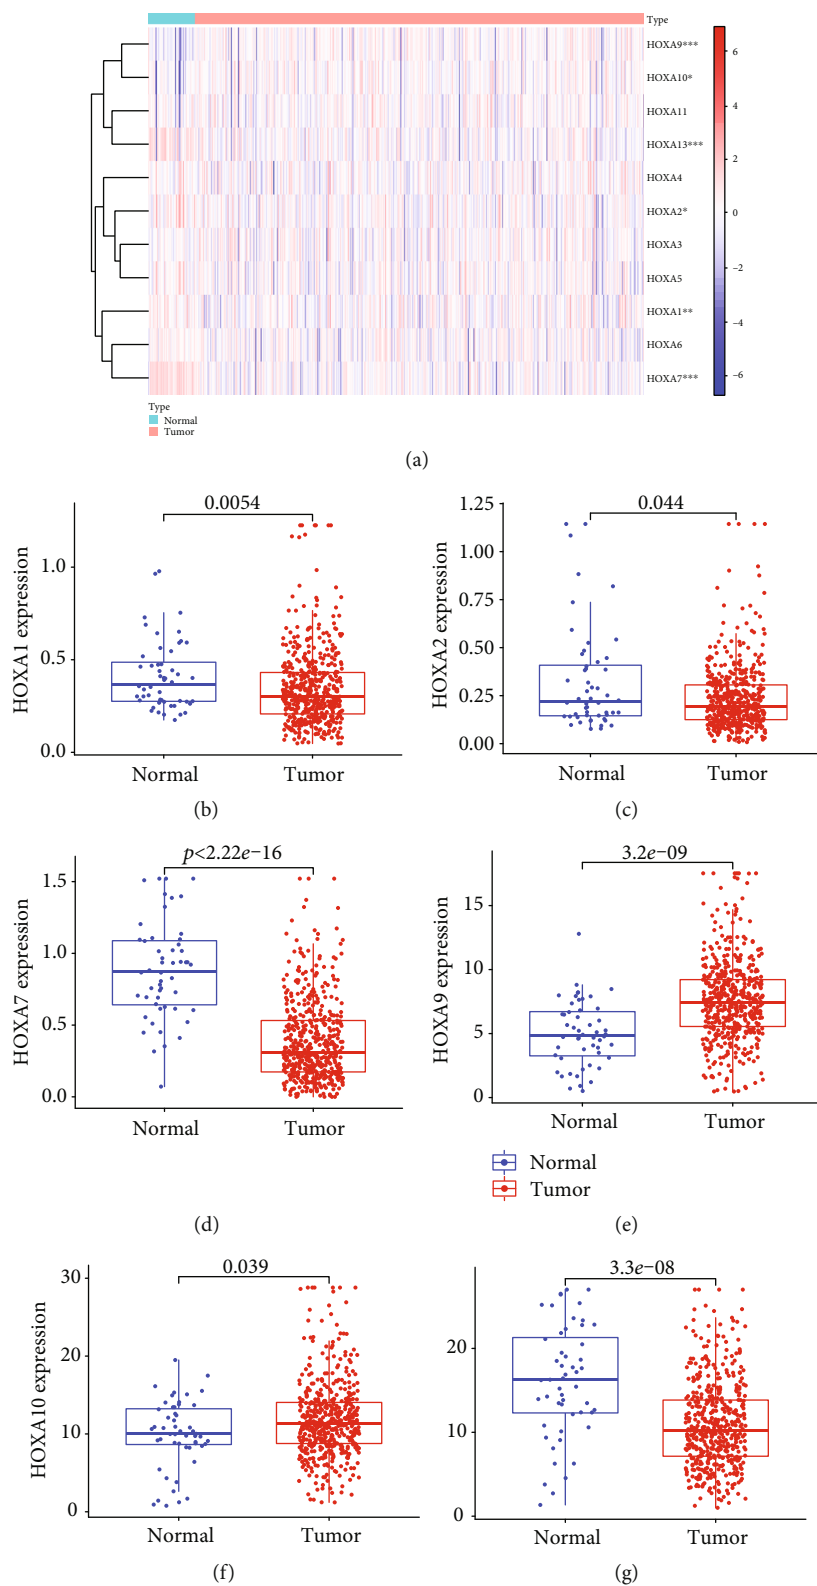 Type
HOXA9***
HOXA10*
HOXA11
HOXA13***
HOXA4
HOXA2*
HOXA3
HOXA5
HOXA1**
HOXA6
HOXA7***
6
4
2
0
−2
−4
−6
Type
Normal
Tumor
(a)
HOXA1 expression
1.0
0.5
0.0
0.0054
Normal Tumor
(b)
HOXA2 expression
1.25
1.00
0.75
0.50
0.25
0.00
0.044
Normal Tumor
(c)
HOXA7 expression
1.5
1.0
0.5
0.0
p<2.22e−16
Normal Tumor
(d)
HOXA9 expression
15
10
5
0
3.2e−09
Normal Tumor
Normal
Tumor
(e)
HOXA10 expression
30
20
10
0
0.039
Normal Tumor
(f)
20
10
0
3.3e−08
Normal Tumor
(g)